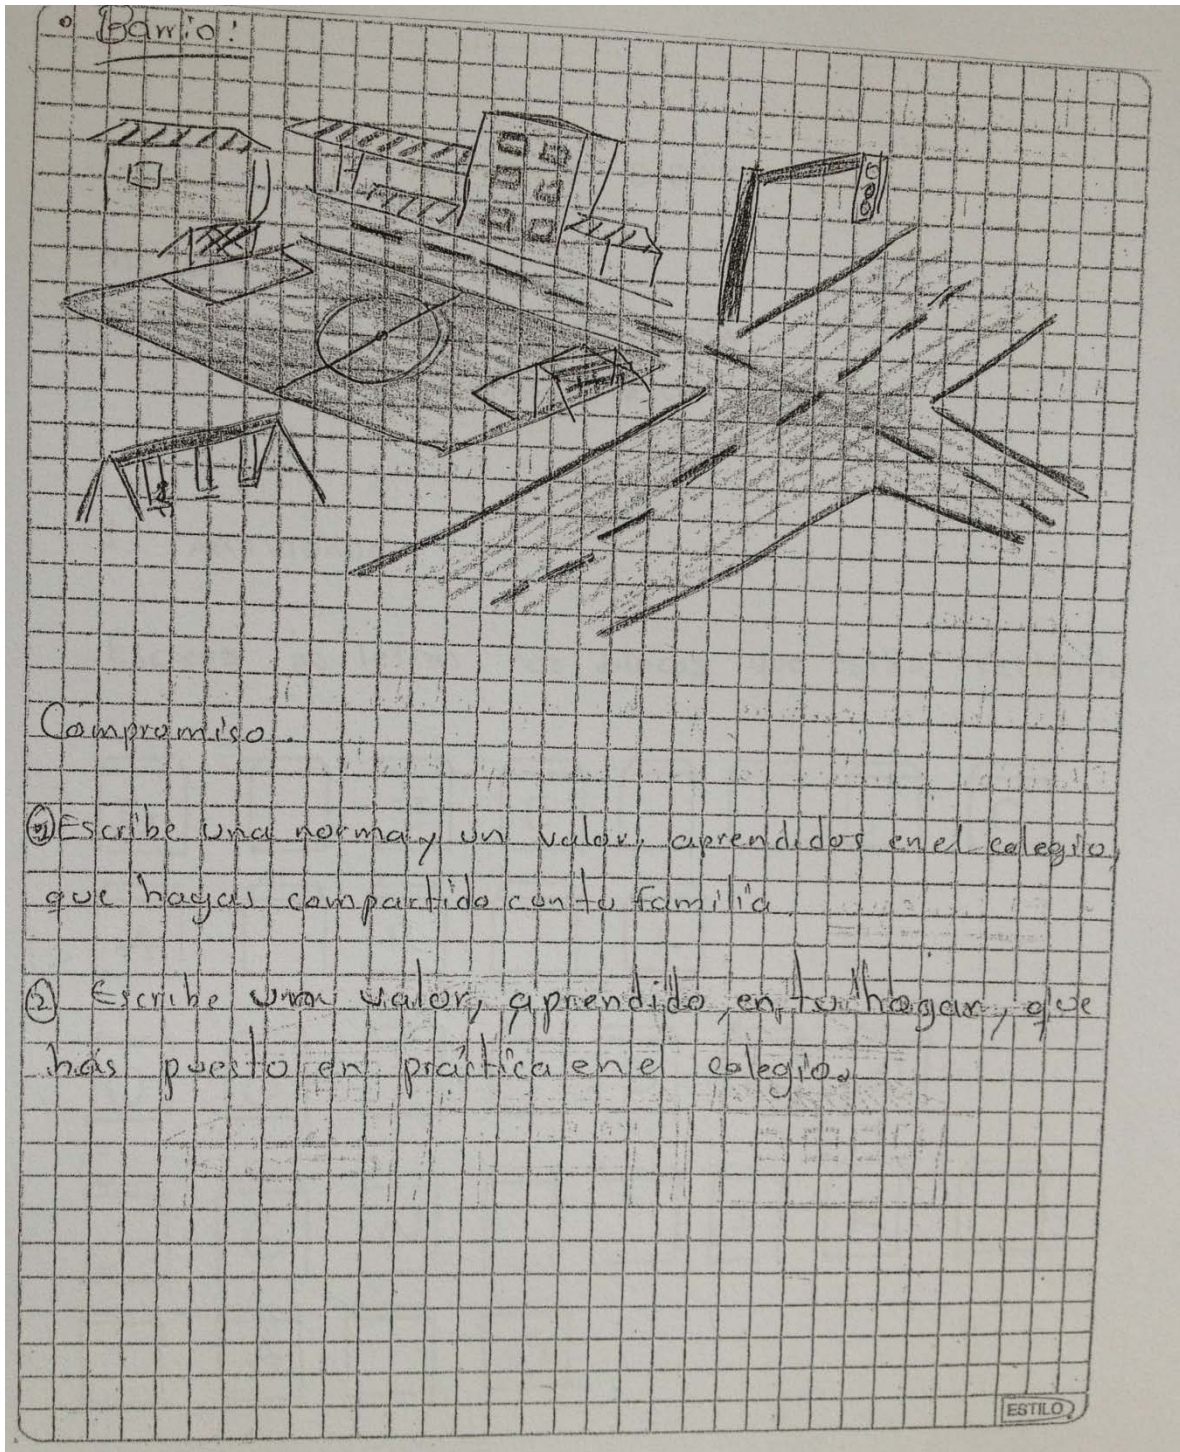 • Barrio:
Compromiso.
① Escribe una norma y un valor, aprendidos en el colegio,
que hayas compartido con tu familia.
② Escribe una valor, aprendido, en tu hogar, que
has puesto en práctica en el colegio.
ESTILO